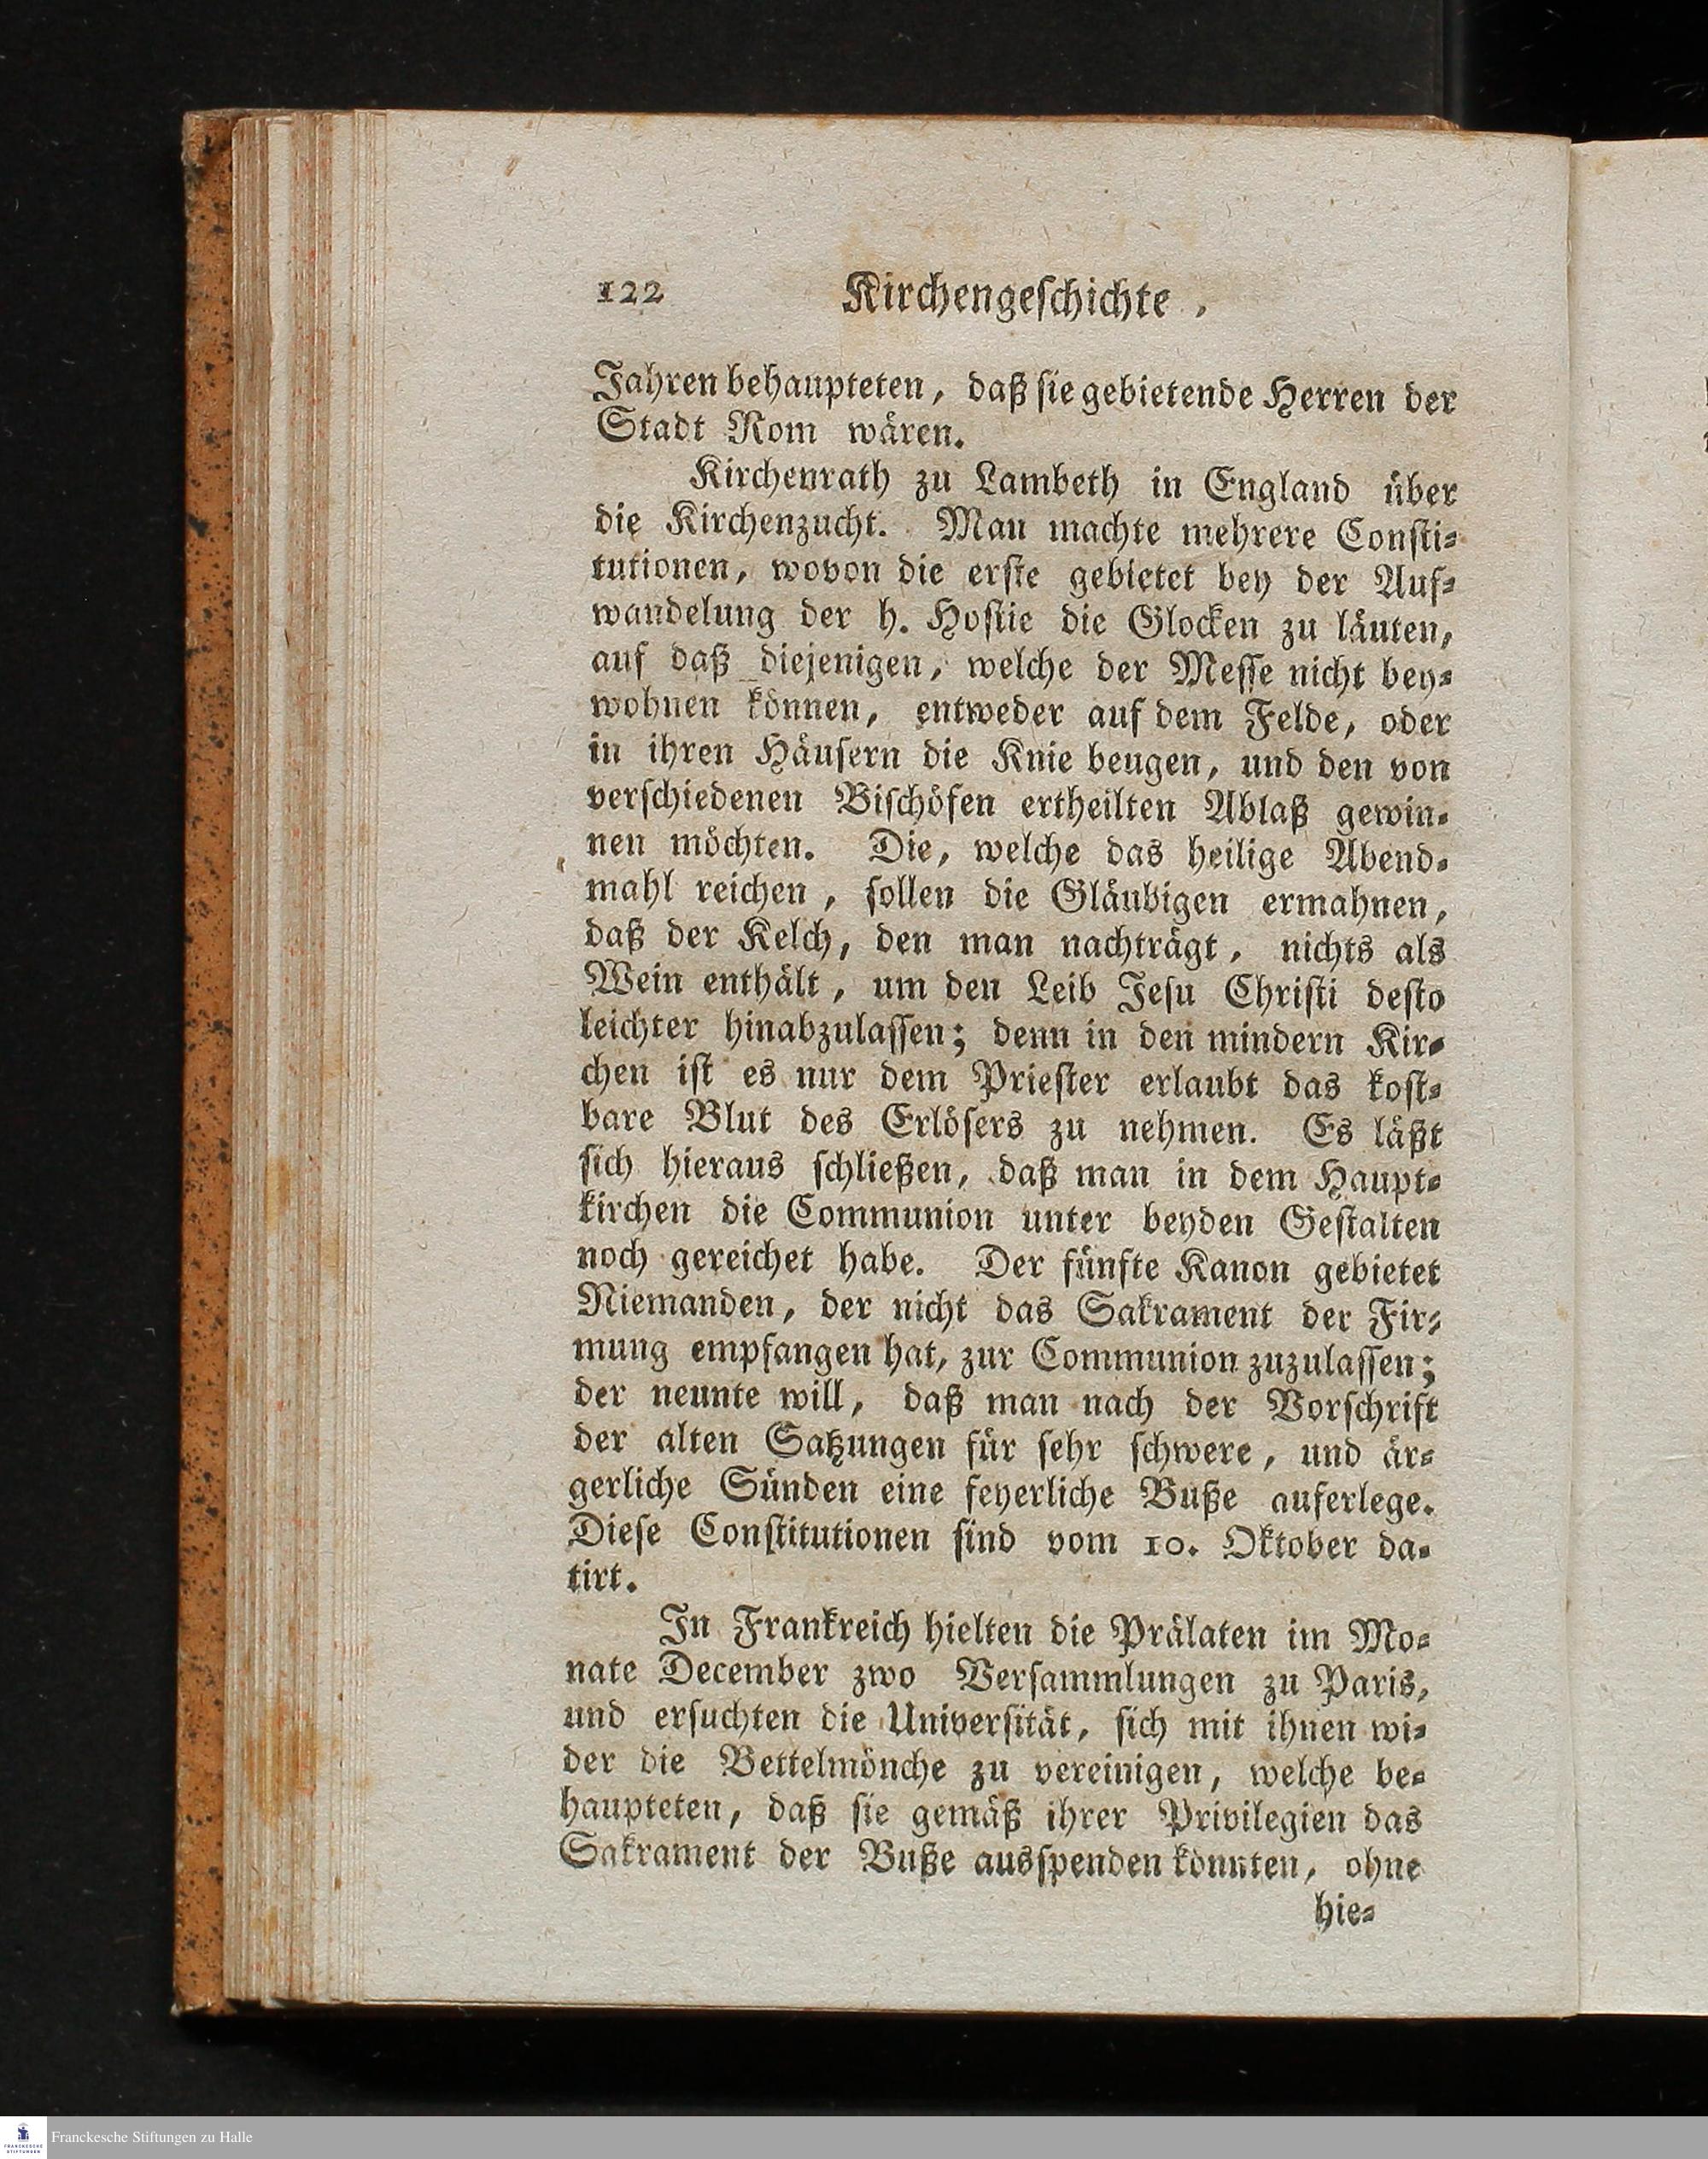 122 Kirchengeschichte,
Jahren behaupteten, daß sie gebietende Herren der
Stadt Rom wären.
Kirchenrath zu Lambeth in England über
die Kirchenzucht. Man machte mehrere Consti-
tutionen, wovon die erste gebietet bey der Auf-
wandelung der h. Hostie die Glocken zu läuten,
auf daß diejenigen, welche der Messe nicht bey-
wohnen können, entweder auf dem Felde, oder
in ihren Häusern die Knie beugen, und den von
verschiedenen Bischöfen ertheilten Ablaß gewin-
nen möchten. Die, welche das heilige Abend-
mahl reichen, sollen die Gläubigen ermahnen,
daß der Kelch, den man nachträgt, nichts als
Wein enthält, um den Leib Jesu Christi desto
leichter hinabzulassen; denn in den mindern Kir-
chen ist es nur dem Priester erlaubt das kost-
bare Blut des Erlösers zu nehmen. Es läßt
sich hieraus schließen, daß man in dem Haupt-
kirchen die Communion unter beyden Gestalten
noch gereichet habe. Der fünfte Kanon gebietet
Niemanden, der nicht das Sakrament der Fir-
mung empfangen hat, zur Communion zuzulassen;
der neunte will, daß man nach der Vorschrift
der alten Satzungen für sehr schwere, und är-
gerliche Sünden eine feyerliche Buße auferlege.
Diese Constitutionen sind vom 10. Oktober da-
tirt.
In Frankreich hielten die Prälaten im Mo-
nate December zwo Versammlungen zu Paris,
und ersuchten die Universität, sich mit ihnen wi-
der die Bettelmönche zu vereinigen, welche be-
haupteten, daß sie gemäß ihrer Privilegien das
Sakrament der Buße ausspenden könnten, ohne
hie-
FRANCKESCHE
STIFTUNGEN
Franckesche Stiftungen zu Halle